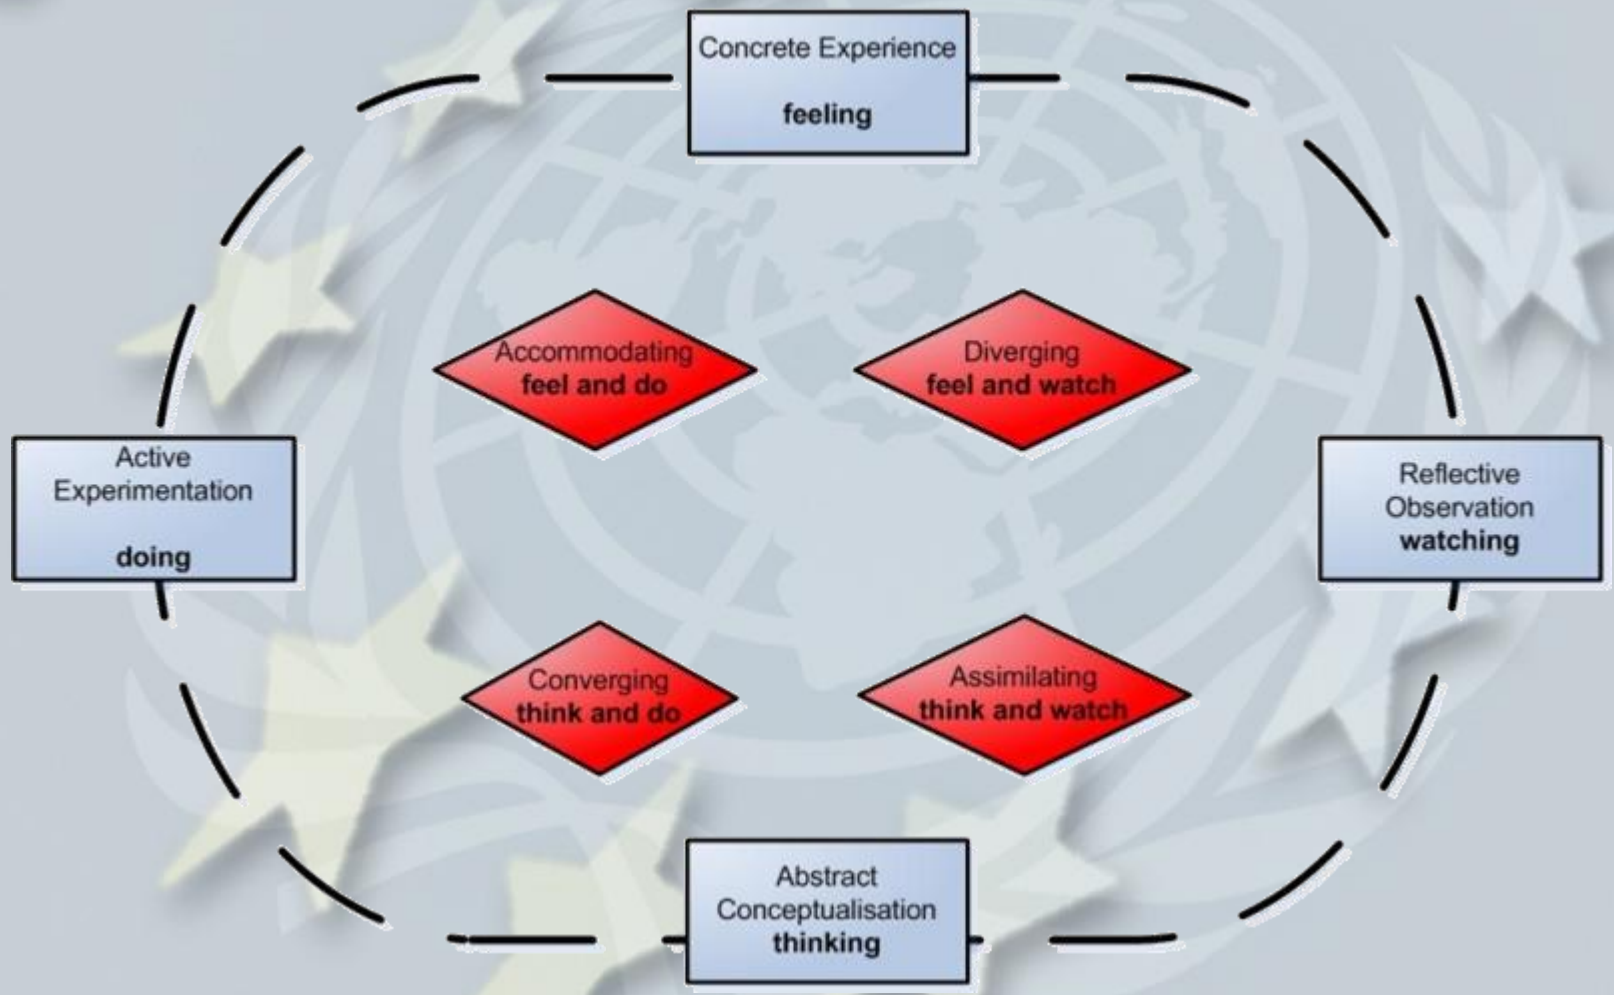 Concrete Experience
feeling
Accommodating
feel and do
Diverging
feel and watch
Active
Experimentation
doing
Reflective
Observation
watching
Converging
think and do
Assimilating
think and watch
Abstract
Conceptualisation
thinking